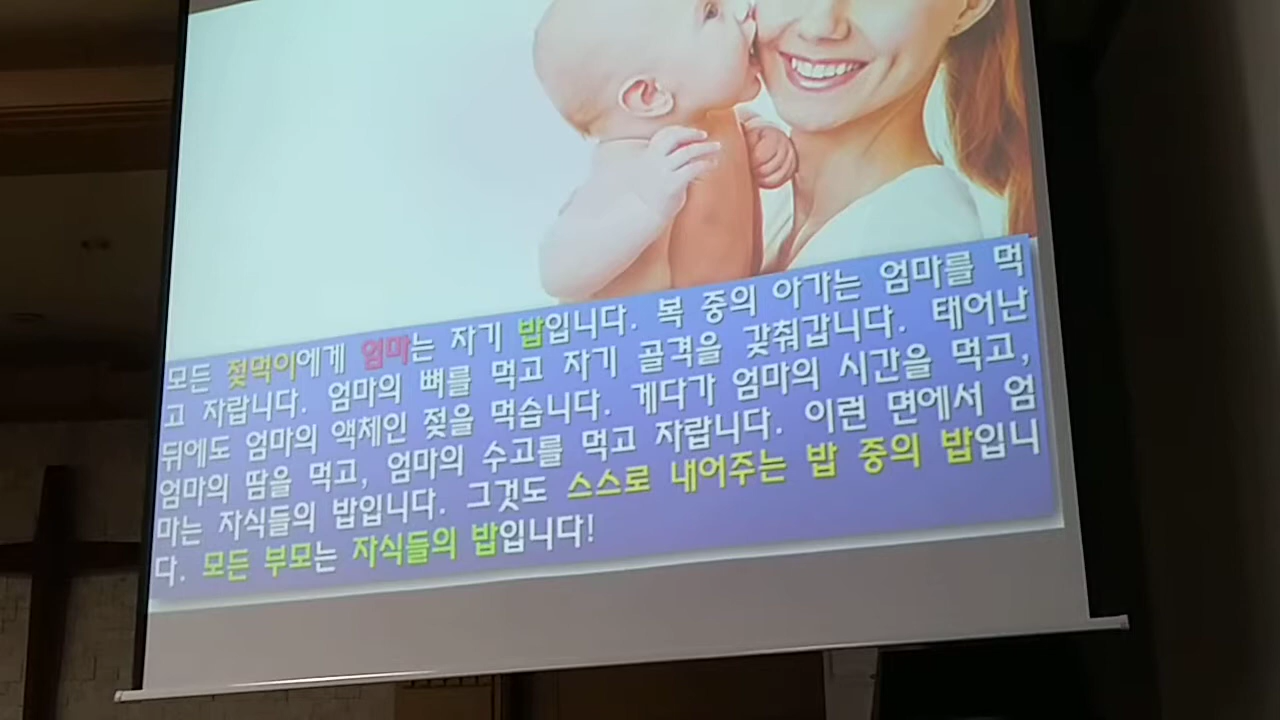 모든 젖먹이에게 엄마는 자기 밥입니다. 복 중의 아가는 엄마를 먹
고 자랍니다. 엄마의 뼈를 먹고 자기 골격을 갖춰갑니다. 태어난
뒤에도 엄마의 액체인 젖을 먹습니다. 게다가 엄마의 시간을 먹고,
엄마의 땀을 먹고, 엄마의 수고를 먹고 자랍니다. 이런 면에서 엄
마는 자식들의 밥입니다. 그것도 스스로 내어주는 밥 중의 밥입니
다. 모든 부모는 자식들의 밥입니다!